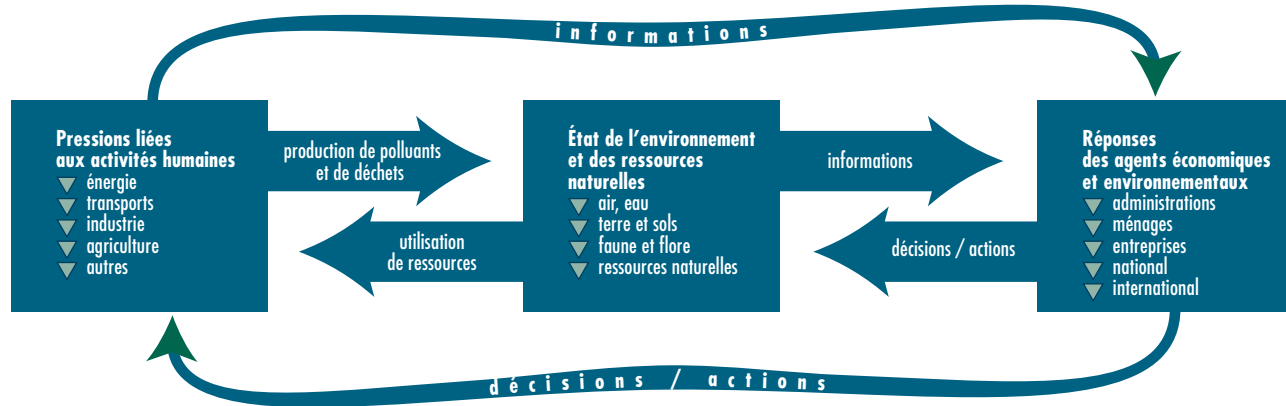 informations
Pressions liées
aux activités humaines
énergie
transports
industrie
agriculture
autres
production de polluants
et de déchets
utilisation
de ressources
État de l'environnement
et des ressources
naturelles
air, eau
terre et sols
faune et flore
ressources naturelles
informations
décisions / actions
Réponses
des agents économiques
et environnementaux
administrations
ménages
entreprises
national
international
décisions / actions